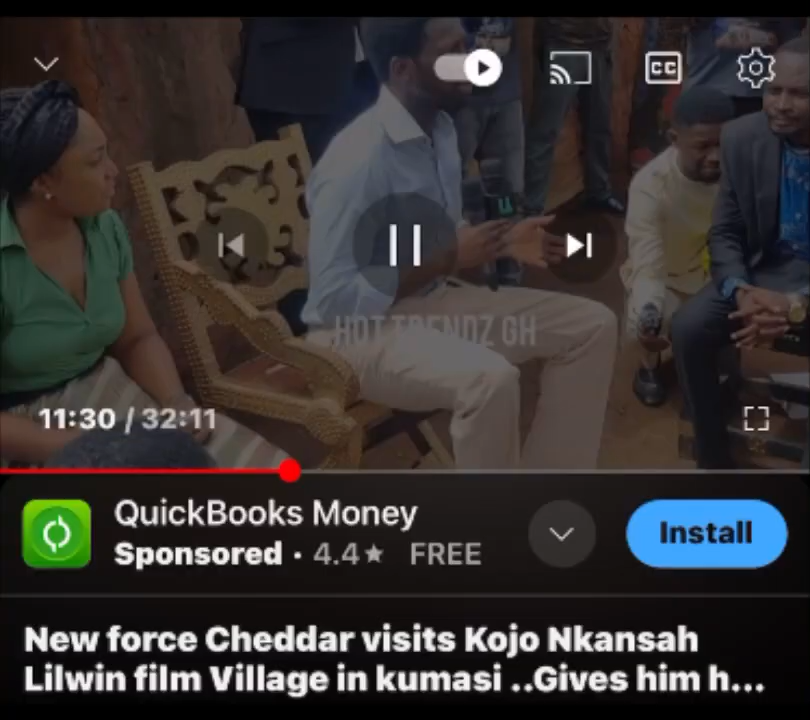 CC
HOT TRENDZ GH
11:30 / 32:11
QuickBooks Money
Sponsored · 4.4★ FREE
Install
New force Cheddar visits Kojo Nkansah
Lilwin film Village in kumasi ..Gives him h...